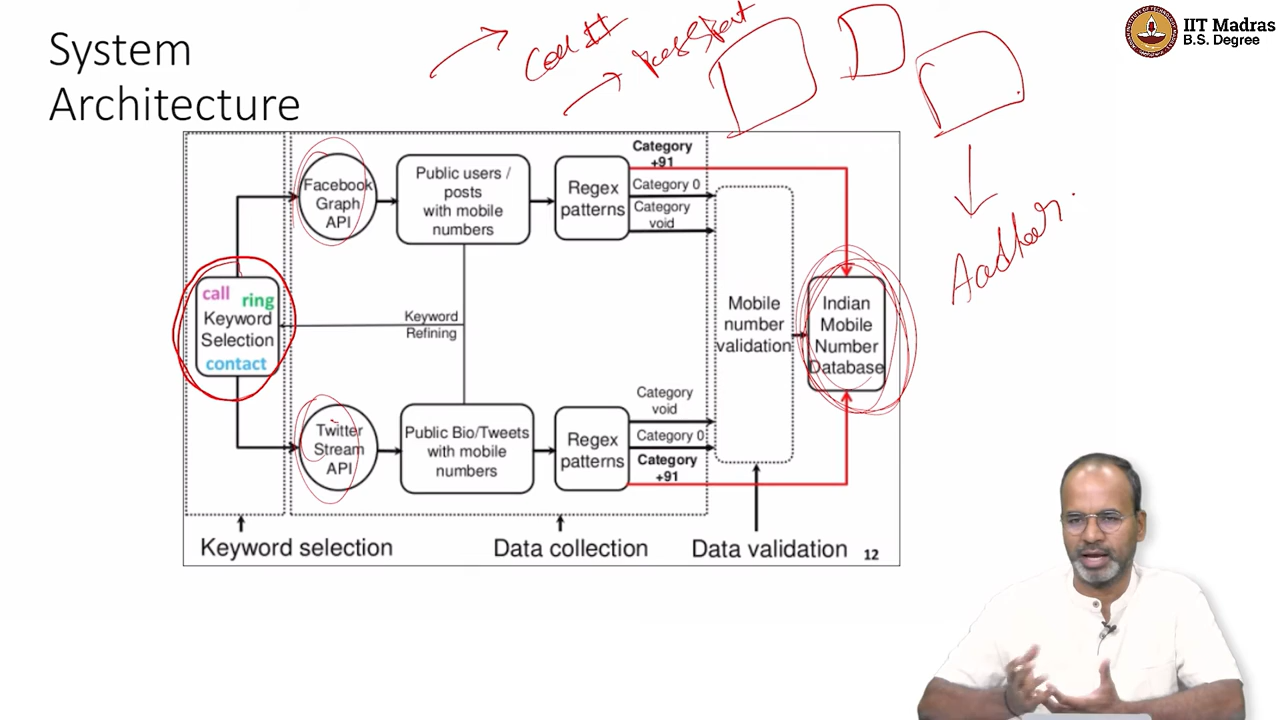 System
Architecture
IIT Madras
B.S. Degree
Aadhaar.
Facebook
Graph
API
Public users /
posts
with mobile
numbers
Regex
patterns
Category
+91
Category 0
Category
void
call
ring
Keyword
Selection
contact
Keyword
Refining
Mobile
number
validation
Indian
Mobile
Number
Database
Twitter
Stream
API
Public Bio/Tweets
with mobile
numbers
Regex
patterns
Category
void
Category 0
Category
+91
Keyword selection
Data collection
Data validation
12